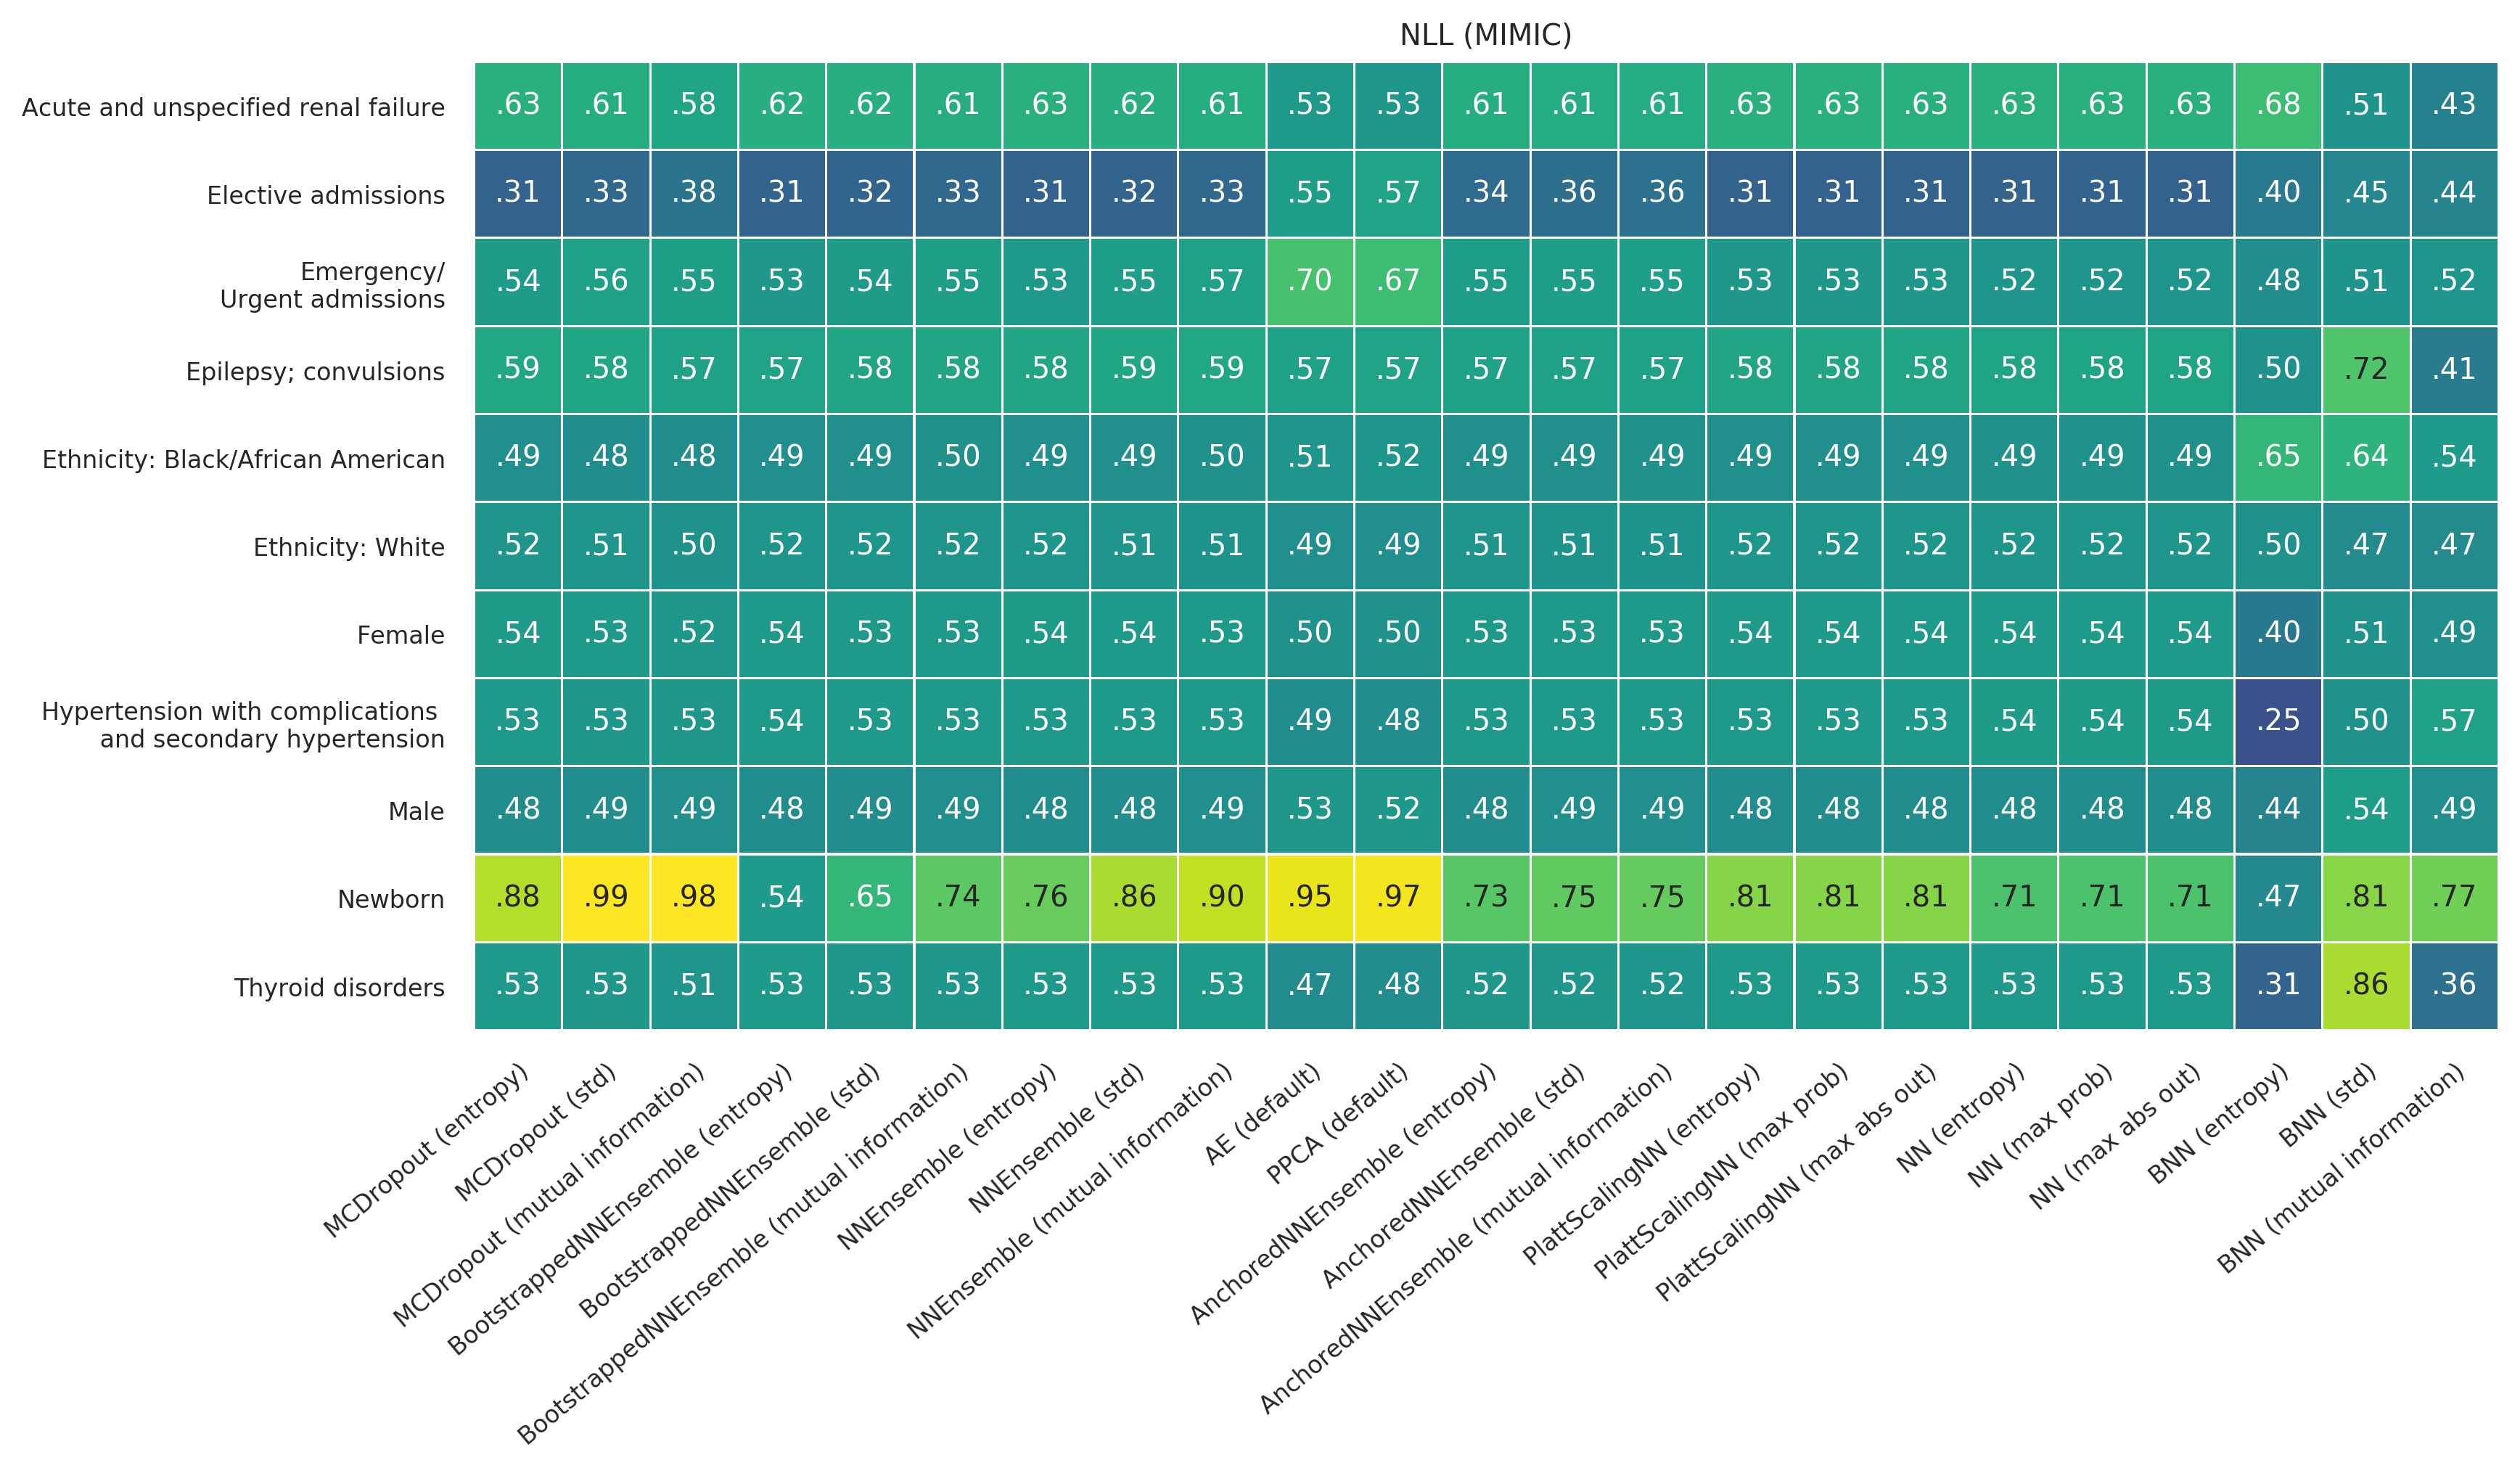 NLL (MIMIC)
Acute and unspecified renal failure .63 .61 .58 .62 .62 .61 .63 .62 .61 .53 .53 .61 .61 .61 .63 .63 .63 .63 .63 .63 .68 .51 .43
Elective admissions .31 .33 .38 .31 .32 .33 .31 .32 .33 .55 .57 .34 .36 .36 .31 .31 .31 .31 .31 .31 .40 .45 .44
Emergency/
Urgent admissions .54 .56 .55 .53 .54 .55 .53 .55 .57 .70 .67 .55 .55 .55 .53 .53 .53 .52 .52 .52 .48 .51 .52
Epilepsy; convulsions .59 .58 .57 .57 .58 .58 .58 .59 .59 .57 .57 .57 .57 .57 .58 .58 .58 .58 .58 .58 .50 .72 .41
Ethnicity: Black/African American .49 .48 .48 .49 .49 .50 .49 .49 .50 .51 .52 .49 .49 .49 .49 .49 .49 .49 .49 .49 .65 .64 .54
Ethnicity: White .52 .51 .50 .52 .52 .52 .52 .51 .51 .49 .49 .51 .51 .51 .52 .52 .52 .52 .52 .52 .50 .47 .47
Female .54 .53 .52 .54 .53 .53 .54 .54 .53 .50 .50 .53 .53 .53 .54 .54 .54 .54 .54 .54 .40 .51 .49
Hypertension with complications
and secondary hypertension .53 .53 .53 .54 .53 .53 .53 .53 .53 .49 .48 .53 .53 .53 .53 .53 .53 .54 .54 .54 .25 .50 .57
Male .48 .49 .49 .48 .49 .49 .48 .48 .49 .53 .52 .48 .49 .49 .48 .48 .48 .48 .48 .48 .44 .54 .49
Newborn .88 .99 .98 .54 .65 .74 .76 .86 .90 .95 .97 .73 .75 .75 .81 .81 .81 .71 .71 .71 .47 .81 .77
Thyroid disorders .53 .53 .51 .53 .53 .53 .53 .53 .53 .47 .48 .52 .52 .52 .53 .53 .53 .53 .53 .53 .31 .86 .36
MCDropout (entropy)
MCDropout (std)
MCDropout (mutual information)
BootstrappedNNEnsemble (entropy)
BootstrappedNNEnsemble (std)
BootstrappedNNEnsemble (mutual information)
NNEnsemble (entropy)
NNEnsemble (std)
NNEnsemble (mutual information)
AE (default)
PPCA (default)
AnchoredNNEnsemble (entropy)
AnchoredNNEnsemble (std)
AnchoredNNEnsemble (mutual information)
PlattScalingNN (entropy)
PlattScalingNN (max prob)
PlattScalingNN (max abs out)
NN (entropy)
NN (max prob)
NN (max abs out)
BNN (entropy)
BNN (std)
BNN (mutual information)